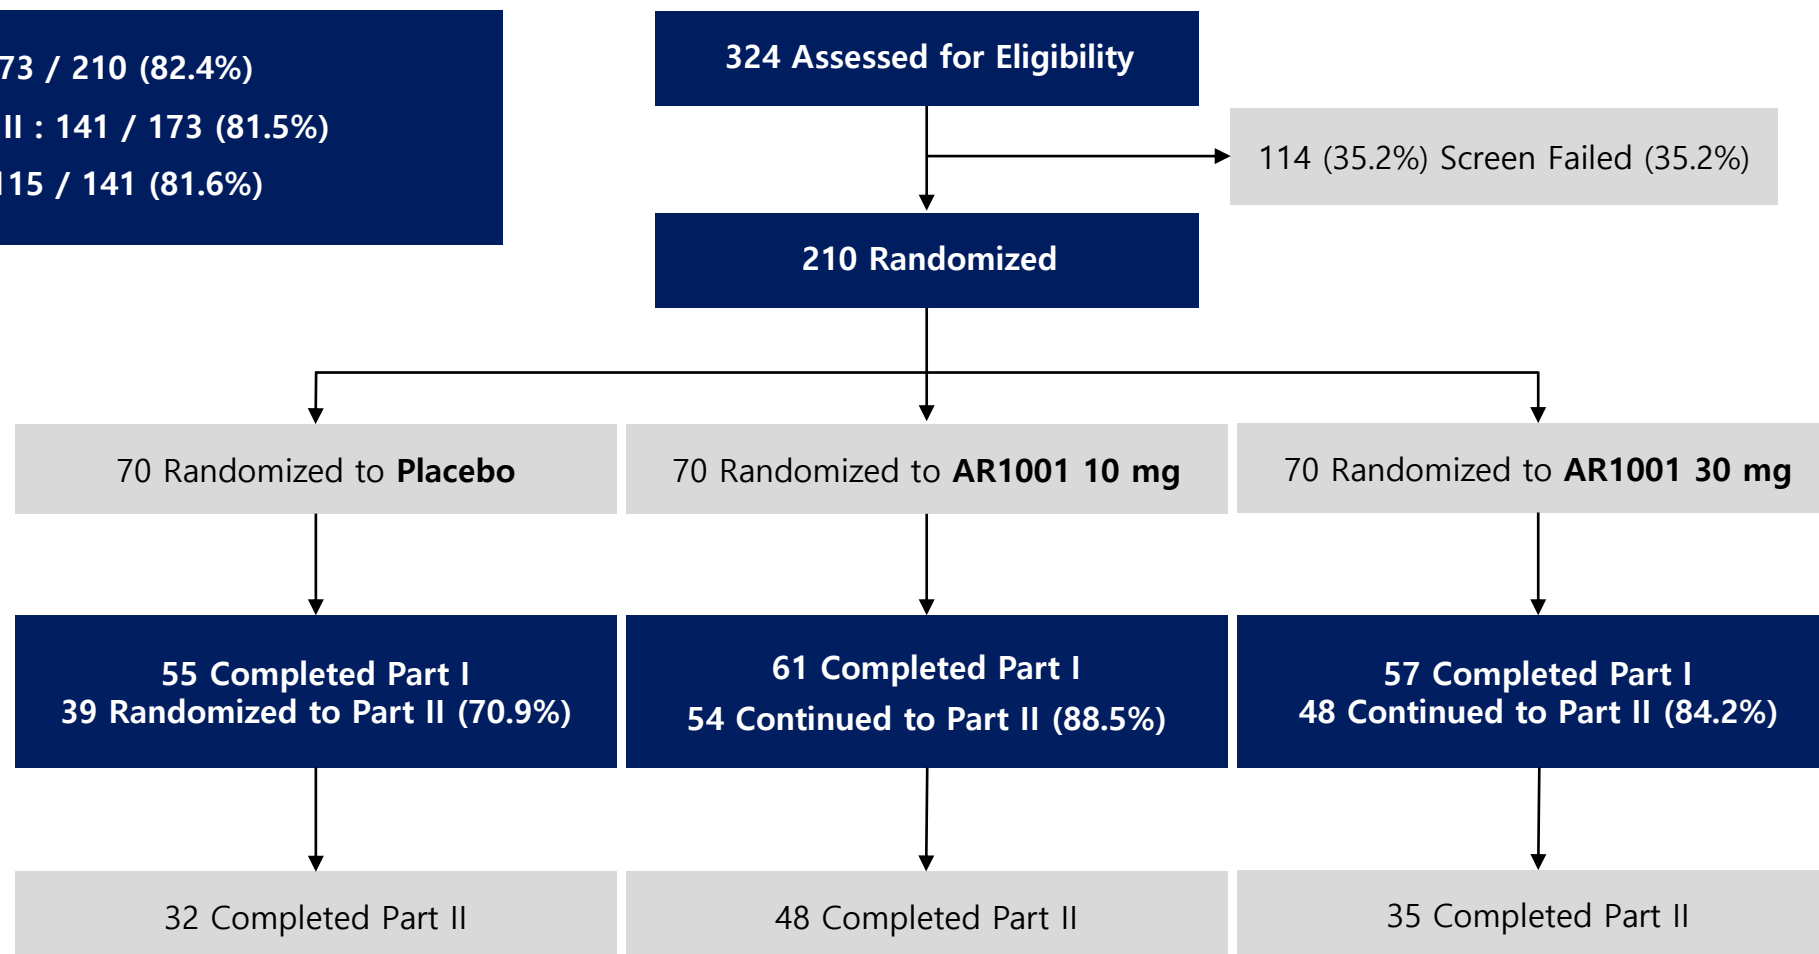 73 / 210 (82.4%)
II : 141 / 173 (81.5%)
115 / 141 (81.6%)
324 Assessed for Eligibility
114 (35.2%) Screen Failed (35.2%)
210 Randomized
70 Randomized to Placebo
70 Randomized to AR1001 10 mg
70 Randomized to AR1001 30 mg
55 Completed Part I
39 Randomized to Part II (70.9%)
61 Completed Part I
54 Continued to Part II (88.5%)
57 Completed Part I
48 Continued to Part II (84.2%)
32 Completed Part II
48 Completed Part II
35 Completed Part II